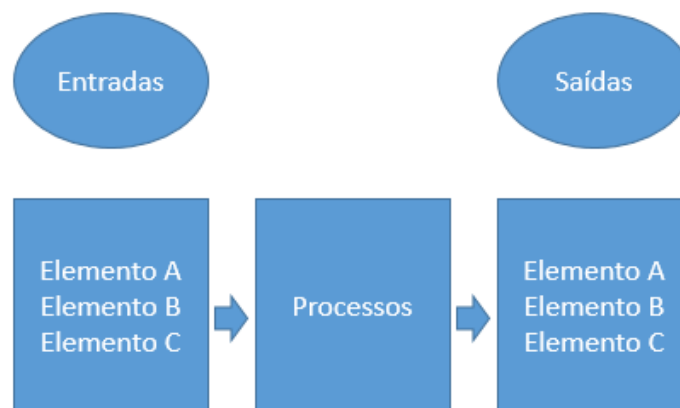 Entradas
Saídas
Elemento A
Elemento B
Elemento C
Processos
Elemento A
Elemento B
Elemento C